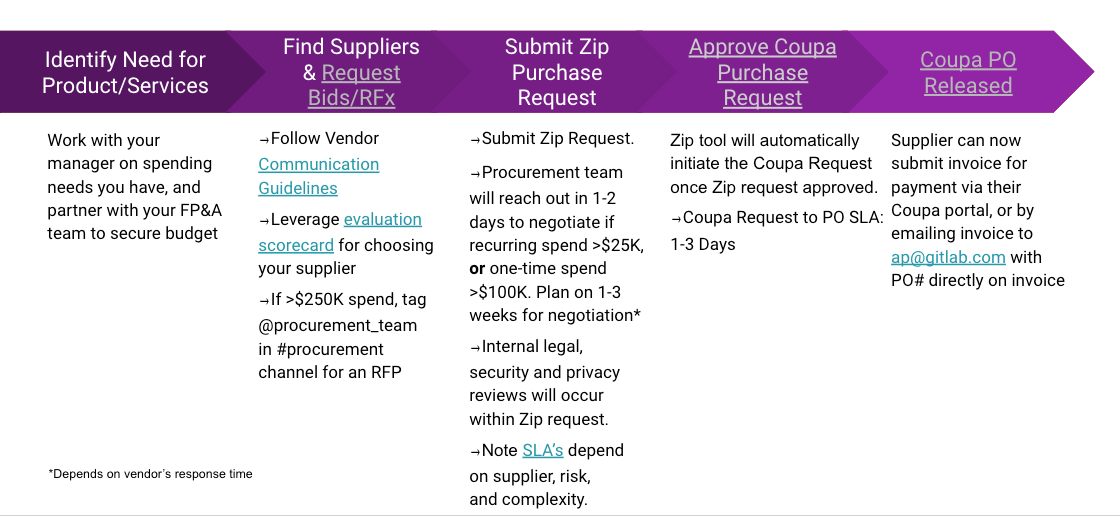 Identify Need for
Product/Services
Find Suppliers
& Request
Bids/RFx
Submit Zip
Purchase
Request
Approve Coupa
Purchase
Request
Coupa PO
Released
Work with your
manager on spending
needs you have, and
partner with your FP&A
team to secure budget
→Follow Vendor
Communication
Guidelines
→Leverage evaluation
scorecard for choosing
your supplier
→If >$250K spend, tag
@procurement_team
in #procurement
channel for an RFP
→Submit Zip Request.
→Procurement team
will reach out in 1-2
days to negotiate if
recurring spend >$25K,
or one-time spend
>$100K. Plan on 1-3
weeks for negotiation*
→Internal legal,
security and privacy
reviews will occur
within Zip request.
→Note SLA's depend
on supplier, risk,
and complexity.
Zip tool will automatically
initiate the Coupa Request
once Zip request approved.
→Coupa Request to PO SLA:
1-3 Days
Supplier can now
submit invoice for
payment via their
Coupa portal, or by
emailing invoice to
ap@gitlab.com with
PO# directly on invoice
*Depends on vendor's response time